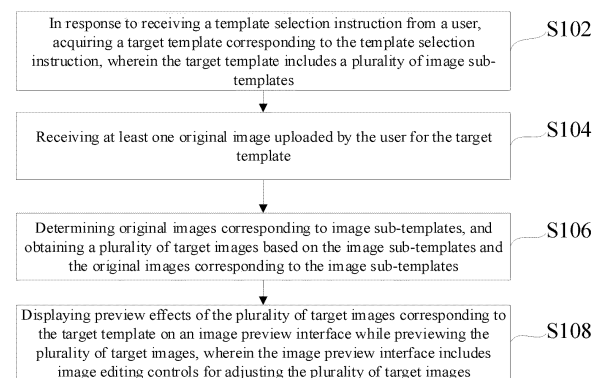 In response to receiving a template selection instruction from a user,
acquiring a target template corresponding to the template selection
instruction, wherein the target template includes a plurality of image sub-
templates
S102
Receiving at least one original image uploaded by the user for the target
template
S104
Determining original images corresponding to image sub-templates, and
obtaining a plurality of target images based on the image sub-templates and
the original images corresponding to the image sub-templates
S106
Displaying preview effects of the plurality of target images corresponding to
the target template on an image preview interface while previewing the
plurality of target images, wherein the image preview interface includes
image editing controls for adjusting the plurality of target images
S108